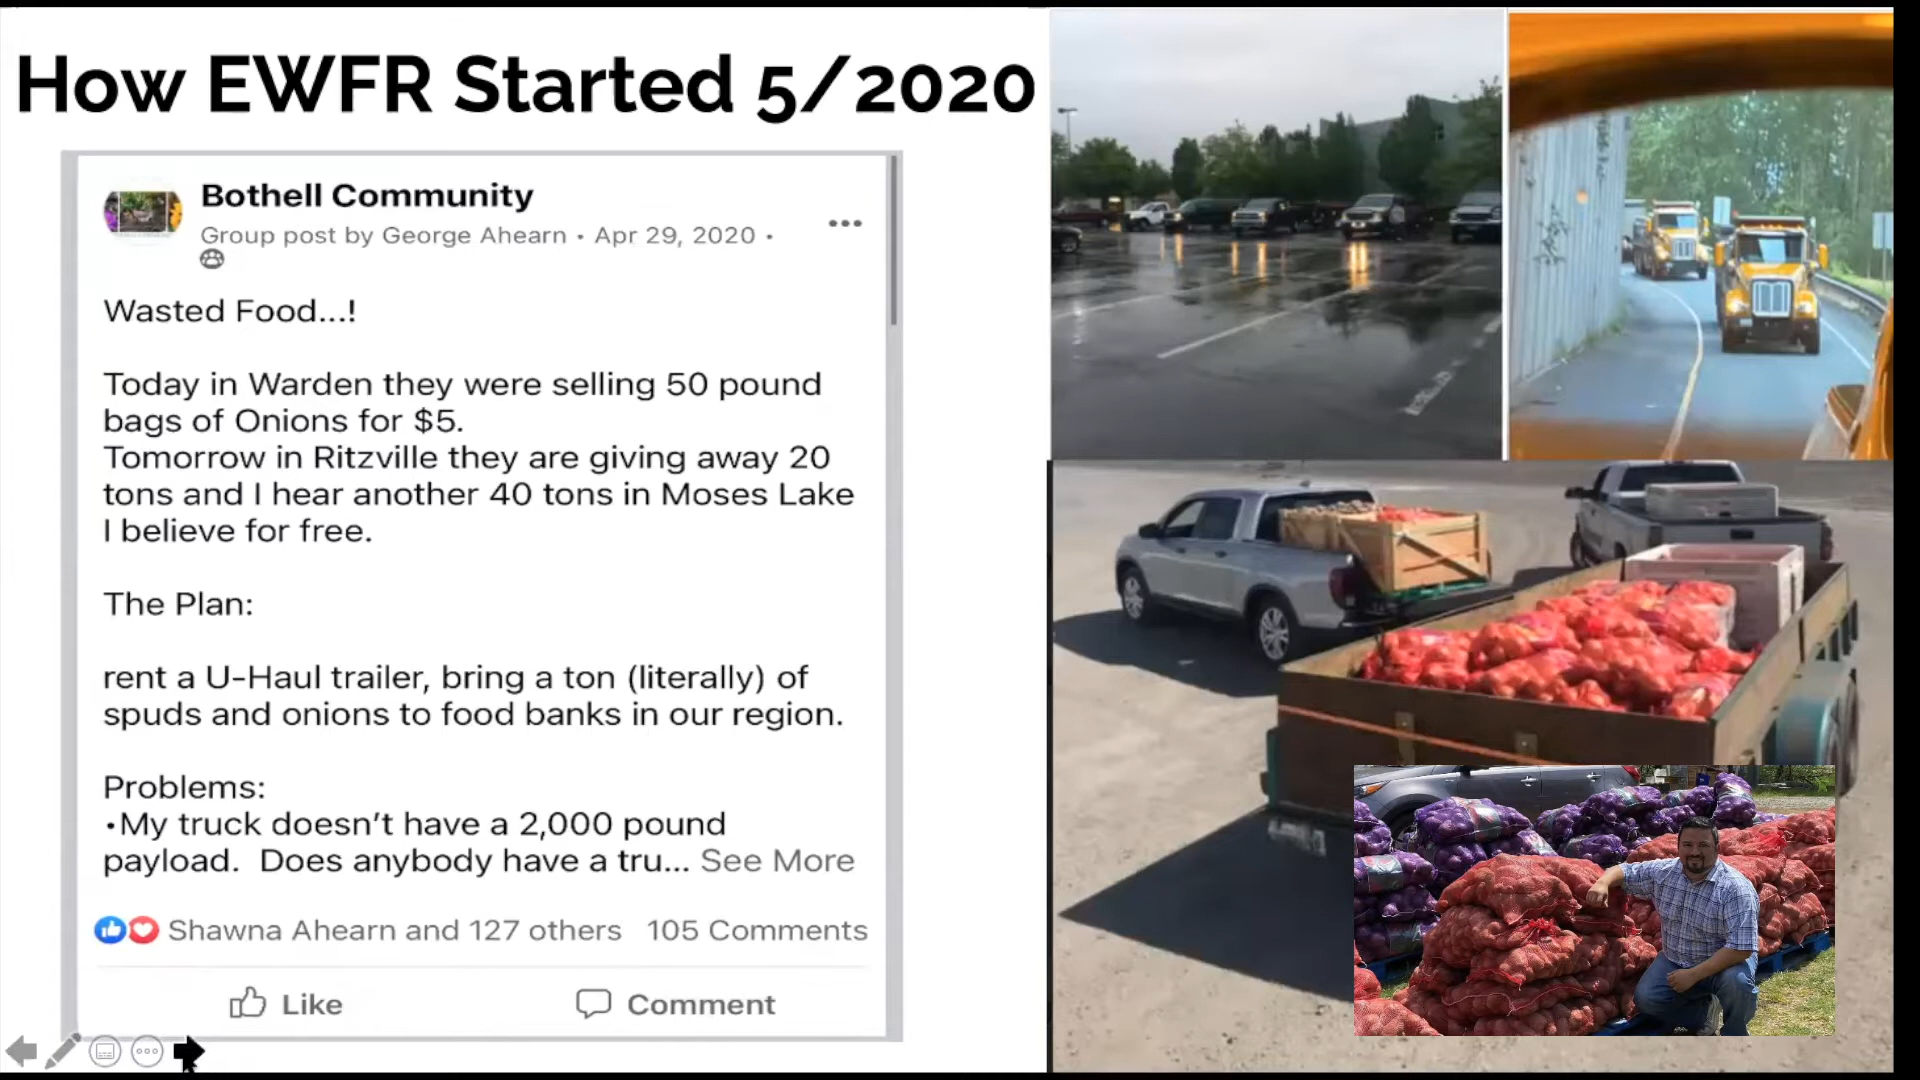 How EWFR Started 5/2020
Bothell Community
Group post by George Ahearn • Apr 29, 2020 •
Wasted Food...!
Today in Warden they were selling 50 pound
bags of Onions for $5.
Tomorrow in Ritzville they are giving away 20
tons and I hear another 40 tons in Moses Lake
I believe for free.
The Plan:
rent a U-Haul trailer, bring a ton (literally) of
spuds and onions to food banks in our region.
Problems:
•My truck doesn't have a 2,000 pound
payload.  Does anybody have a tru... See More
Shawna Ahearn and 127 others 105 Comments
Like Comment